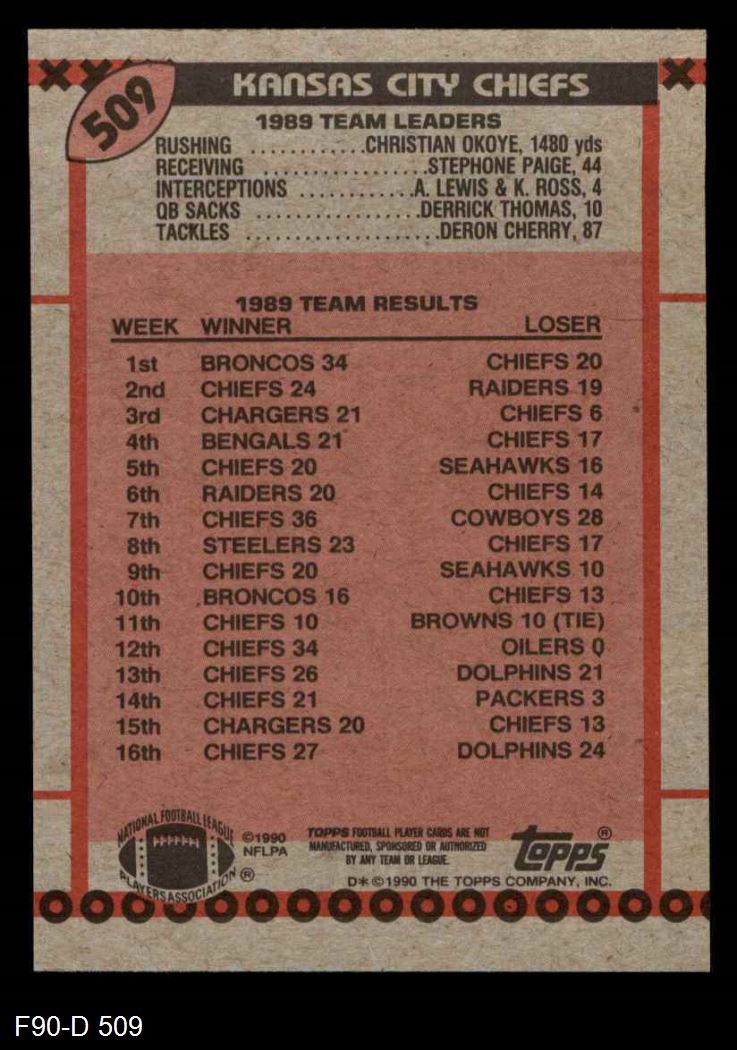 509
KANSAS CITY CHIEFS
1989 TEAM LEADERS
RUSHING ............CHRISTIAN OKOYE, 1480 yds
RECEIVING ..................STEPHONE PAIGE, 44
INTERCEPTIONS ............A. LEWIS & K. ROSS, 4
QB SACKS ..................DERRICK THOMAS, 10
TACKLES .....................DERON CHERRY, 87
1989 TEAM RESULTS
WEEK WINNER LOSER
1st BRONCOS 34 CHIEFS 20
2nd CHIEFS 24 RAIDERS 19
3rd CHARGERS 21 CHIEFS 6
4th BENGALS 21 CHIEFS 17
5th CHIEFS 20 SEAHAWKS 16
6th RAIDERS 20 CHIEFS 14
7th CHIEFS 36 COWBOYS 28
8th STEELERS 23 CHIEFS 17
9th CHIEFS 20 SEAHAWKS 10
10th BRONCOS 16 CHIEFS 13
11th CHIEFS 10 BROWNS 10 (TIE)
12th CHIEFS 34 OILERS 0
13th CHIEFS 26 DOLPHINS 21
14th CHIEFS 21 PACKERS 3
15th CHARGERS 20 CHIEFS 13
16th CHIEFS 27 DOLPHINS 24
NATIONAL FOOTBALL LEAGUE
PLAYERS ASSOCIATION ®
©1990
NFLPA
TOPPS FOOTBALL PLAYER CARDS ARE NOT
MANUFACTURED, SPONSORED OR AUTHORIZED
BY ANY TEAM OR LEAGUE.
TOPPS ®
D*©1990 THE TOPPS COMPANY, INC.
F90-D 509